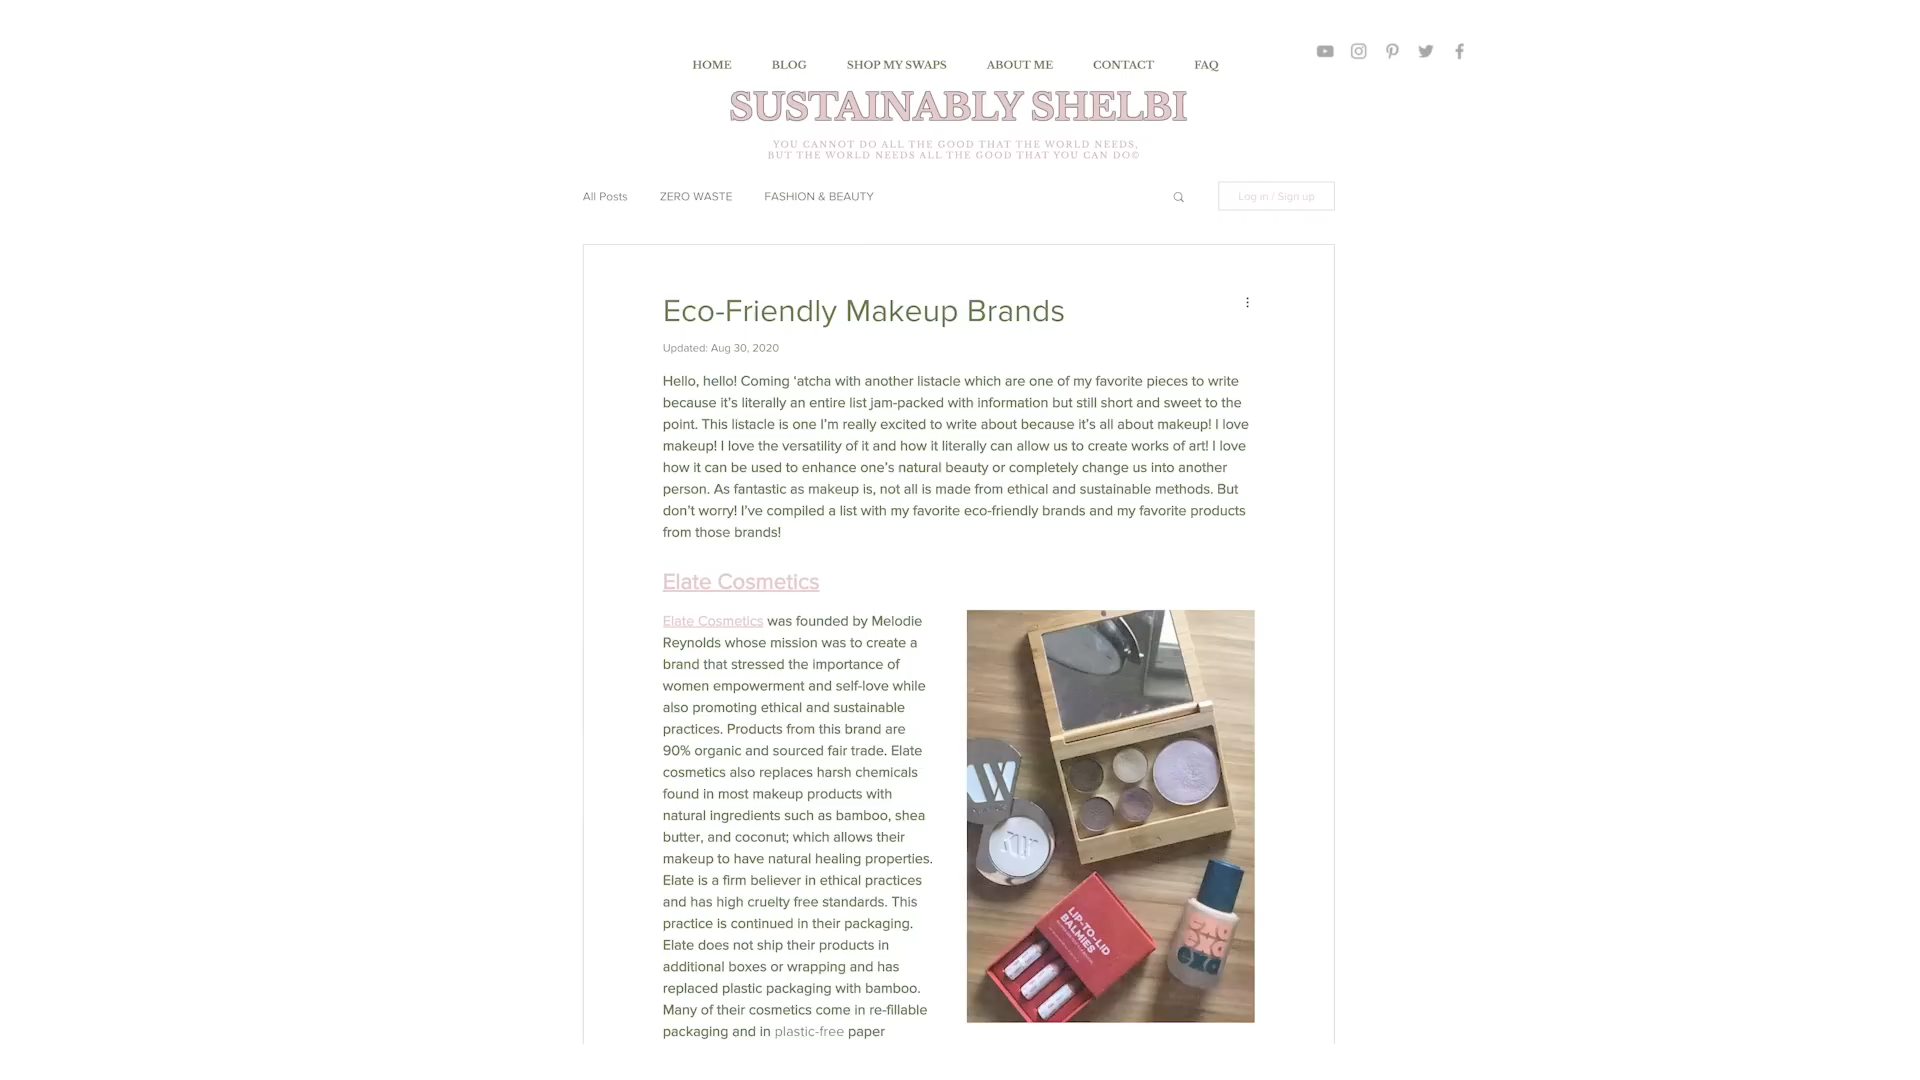 HOME BLOG SHOP MY SWAPS ABOUT ME CONTACT FAQ
SUSTAINABLY SHELBI
YOU CANNOT DO ALL THE GOOD THAT THE WORLD NEEDS,
BUT THE WORLD NEEDS ALL THE GOOD THAT YOU CAN DO©
All Posts ZERO WASTE FASHION & BEAUTY Log in / Sign up
Eco-Friendly Makeup Brands
Updated: Aug 30, 2020
Hello, hello! Coming ‘atcha with another listacle which are one of my favorite pieces to write
because it’s literally an entire list jam-packed with information but still short and sweet to the
point. This listacle is one I’m really excited to write about because it’s all about makeup! I love
makeup! I love the versatility of it and how it literally can allow us to create works of art! I love
how it can be used to enhance one’s natural beauty or completely change us into another
person. As fantastic as makeup is, not all is made from ethical and sustainable methods. But
don’t worry! I’ve compiled a list with my favorite eco-friendly brands and my favorite products
from those brands!
Elate Cosmetics
Elate Cosmetics was founded by Melodie
Reynolds whose mission was to create a
brand that stressed the importance of
women empowerment and self-love while
also promoting ethical and sustainable
practices. Products from this brand are
90% organic and sourced fair trade. Elate
cosmetics also replaces harsh chemicals
found in most makeup products with
natural ingredients such as bamboo, shea
butter, and coconut; which allows their
makeup to have natural healing properties.
Elate is a firm believer in ethical practices
and has high cruelty free standards. This
practice is continued in their packaging.
Elate does not ship their products in
additional boxes or wrapping and has
replaced plastic packaging with bamboo.
Many of their cosmetics come in re-fillable
packaging and in plastic-free paper
LIP-TO-LID
BALMIES
exa